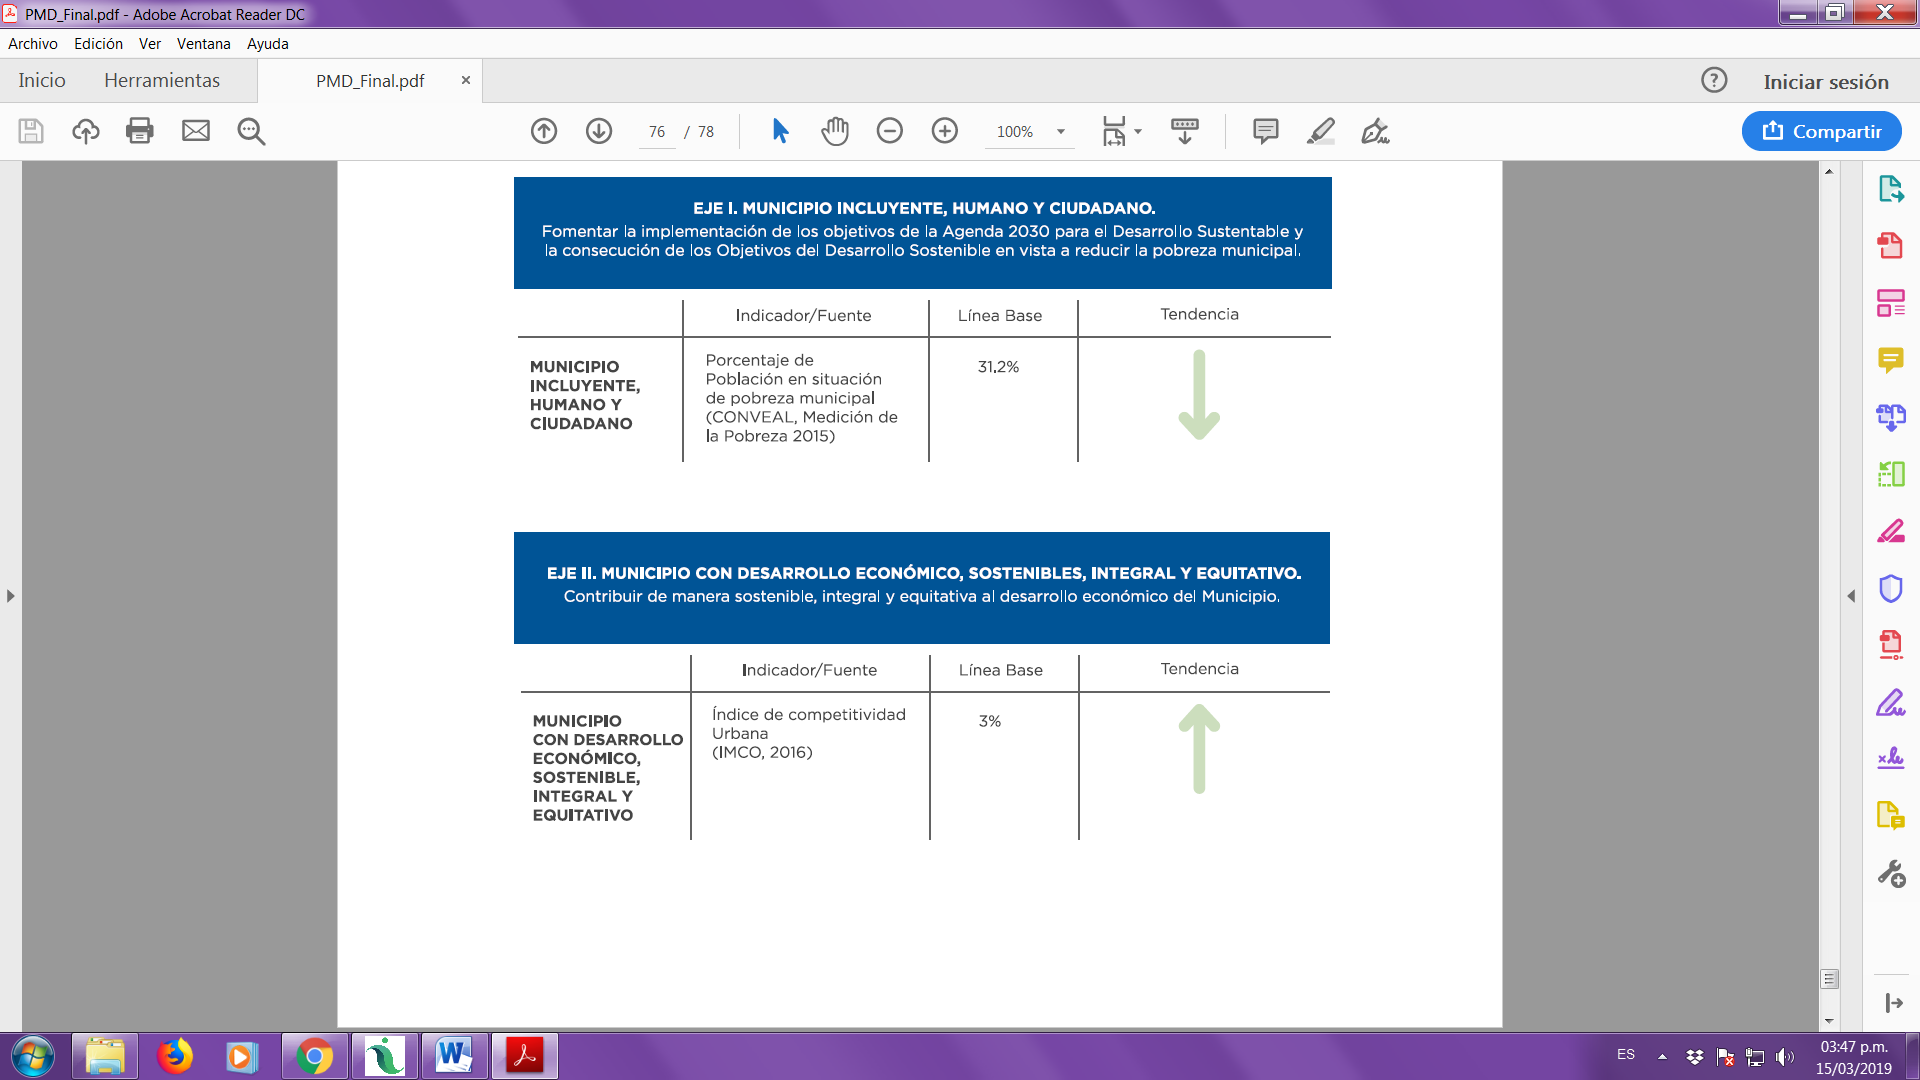 PMD_Final.pdf - Adobe Acrobat Reader DC
Archivo Edición Ver Ventana Ayuda
Inicio Herramientas PMD_Final.pdf × Iniciar sesión
76 / 78 100% Compartir
EJE I. MUNICIPIO INCLUYENTE, HUMANO Y CIUDADANO.
Fomentar la implementación de los objetivos de la Agenda 2030 para el Desarrollo Sustentable y
la consecución de los Objetivos del Desarrollo Sostenible en vista a reducir la pobreza municipal.
Indicador/Fuente Línea Base Tendencia
MUNICIPIO
INCLUYENTE,
HUMANO Y
CIUDADANO
Porcentaje de
Población en situación
de pobreza municipal
(CONVEAL, Medición de
la Pobreza 2015)
31.2%
EJE II. MUNICIPIO CON DESARROLLO ECONÓMICO, SOSTENIBLES, INTEGRAL Y EQUITATIVO.
Contribuir de manera sostenible, integral y equitativa al desarrollo económico del Municipio.
Indicador/Fuente Línea Base Tendencia
MUNICIPIO
CON DESARROLLO
ECONÓMICO,
SOSTENIBLE,
INTEGRAL Y
EQUITATIVO
Índice de competitividad
Urbana
(IMCO, 2016)
3%
ES
03:47 p.m.
15/03/2019